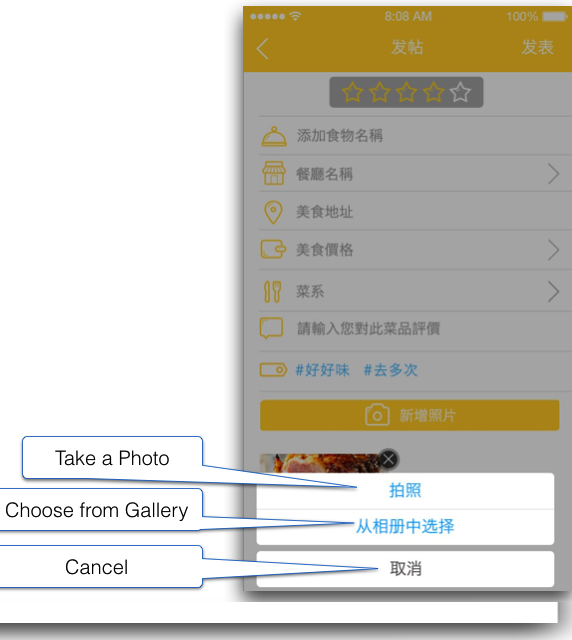 8:08 AM 100%
发帖 发表
添加食物名稱
餐廳名稱
美食地址
美食價格
菜系
請輸入您對此菜品評價
#好好味 #去多次
新增照片
Take a Photo
拍照
Choose from Gallery
从相册中选择
Cancel
取消